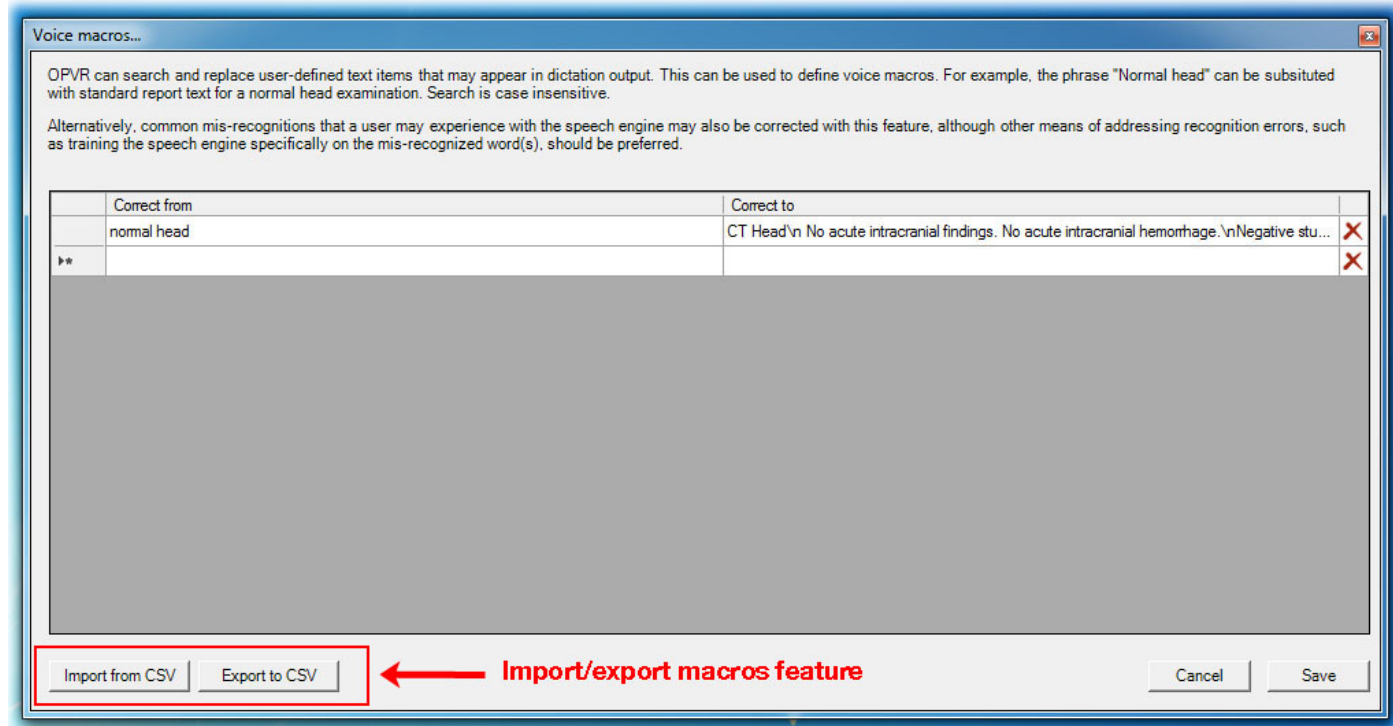 Voice macros...
OPVR can search and replace user-defined text items that may appear in dictation output. This can be used to define voice macros. For example, the phrase "Normal head" can be subsituted
with standard report text for a normal head examination. Search is case insensitive.
Alternatively, common mis-recognitions that a user may experience with the speech engine may also be corrected with this feature, although other means of addressing recognition errors, such
as training the speech engine specifically on the mis-recognized word(s), should be preferred.
Correct from Correct to
normal head CT Head\n No acute intracranial findings. No acute intracranial hemorrhage.\nNegative stu...
Import from CSV Export to CSV Import/export macros feature Cancel Save